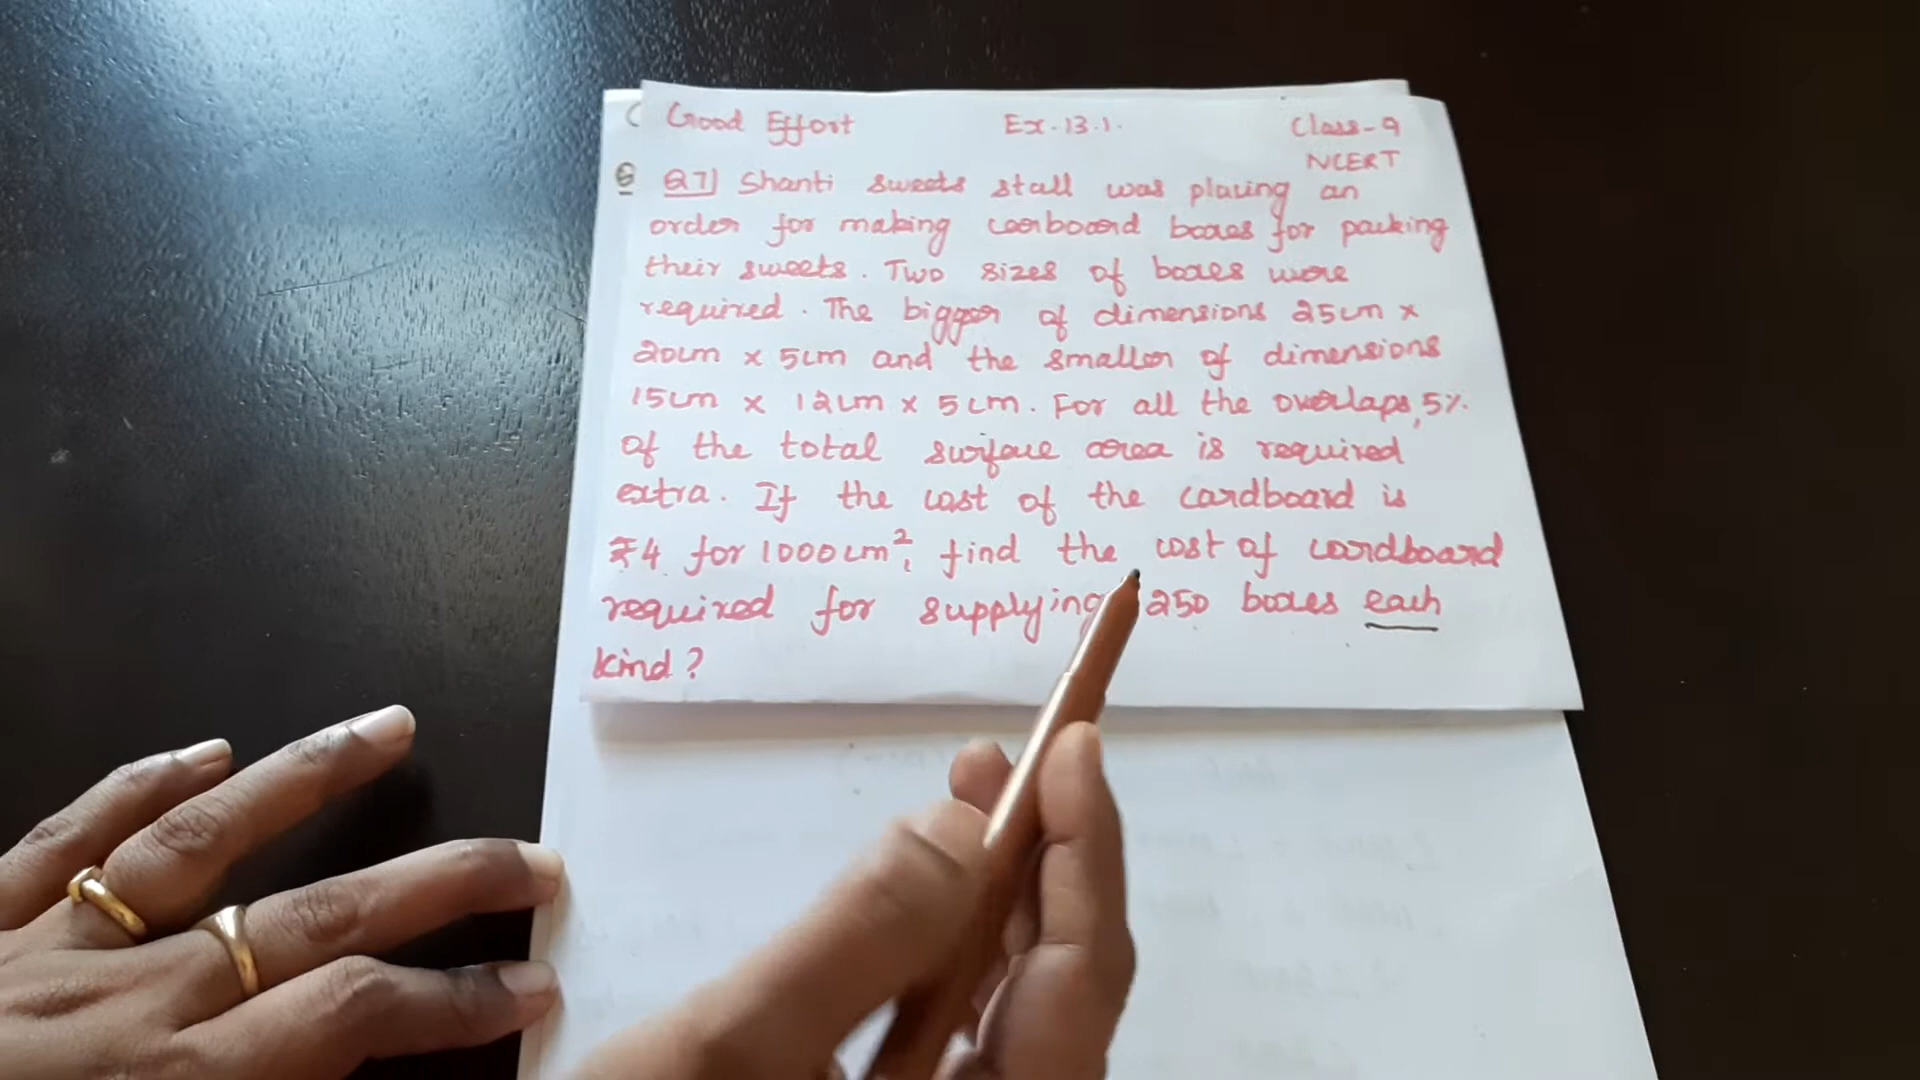 Good Effort Ex.13.1. Class-9
NCERT
Q7) Shanti sweets stall was placing an
order for making carboard boxes for packing
their sweets. Two sizes of boxes were
required. The bigger of dimensions 25cm x
20cm x 5cm and the smaller of dimensions
15cm x 12cm x 5cm. For all the overlaps, 5%
of the total surface area is required
extra. If the cost of the cardboard is
₹4 for 1000cm², find the cost of cardboard
required for supplying 250 boxes each
kind?